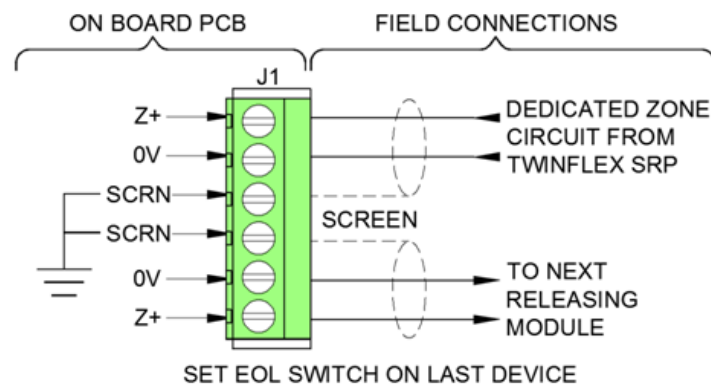 ON BOARD PCB
FIELD CONNECTIONS
J1
Z+
0V
SCRN
SCRN
0V
Z+
DEDICATED ZONE
CIRCUIT FROM
TWINFLEX SRP
SCREEN
TO NEXT
RELEASING
MODULE
SET EOL SWITCH ON LAST DEVICE